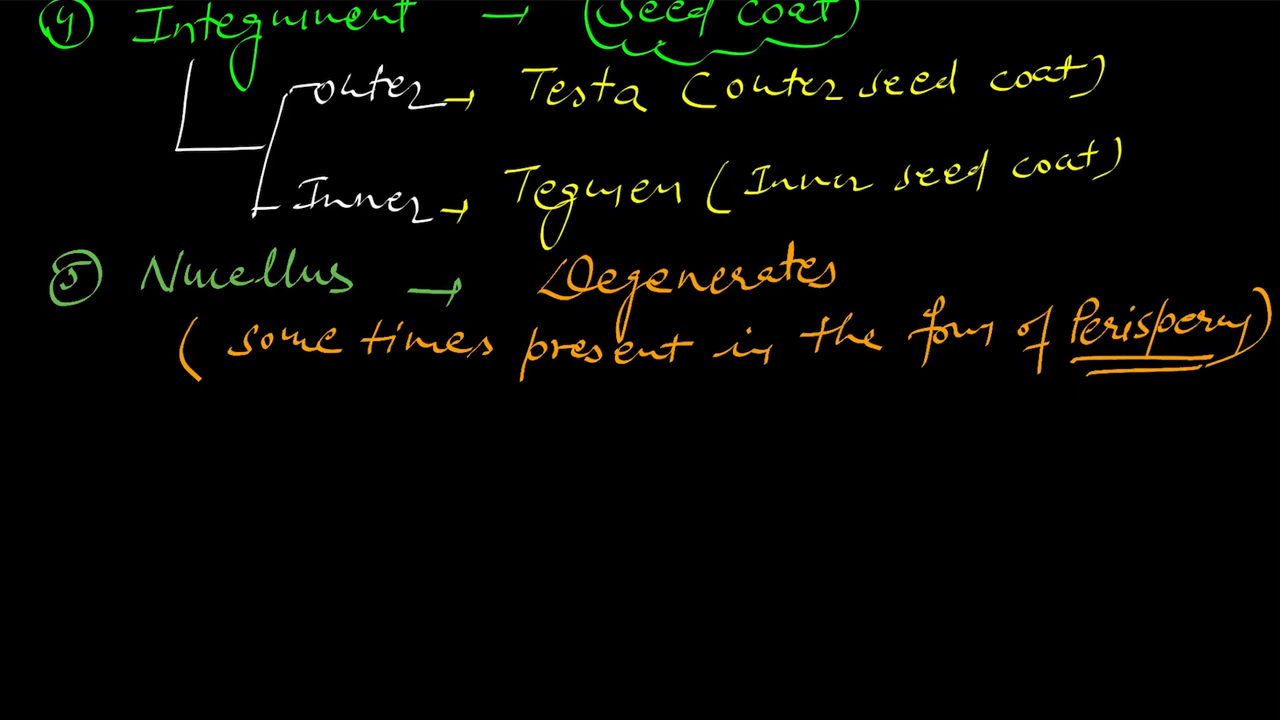 ④ Integument → (Seed coat)
outer → Testa (outer seed coat)
Inner → Tegmen (Inner seed coat)
⑤ Nucellus → Degenerates
(some times present in the form of Perisperm)